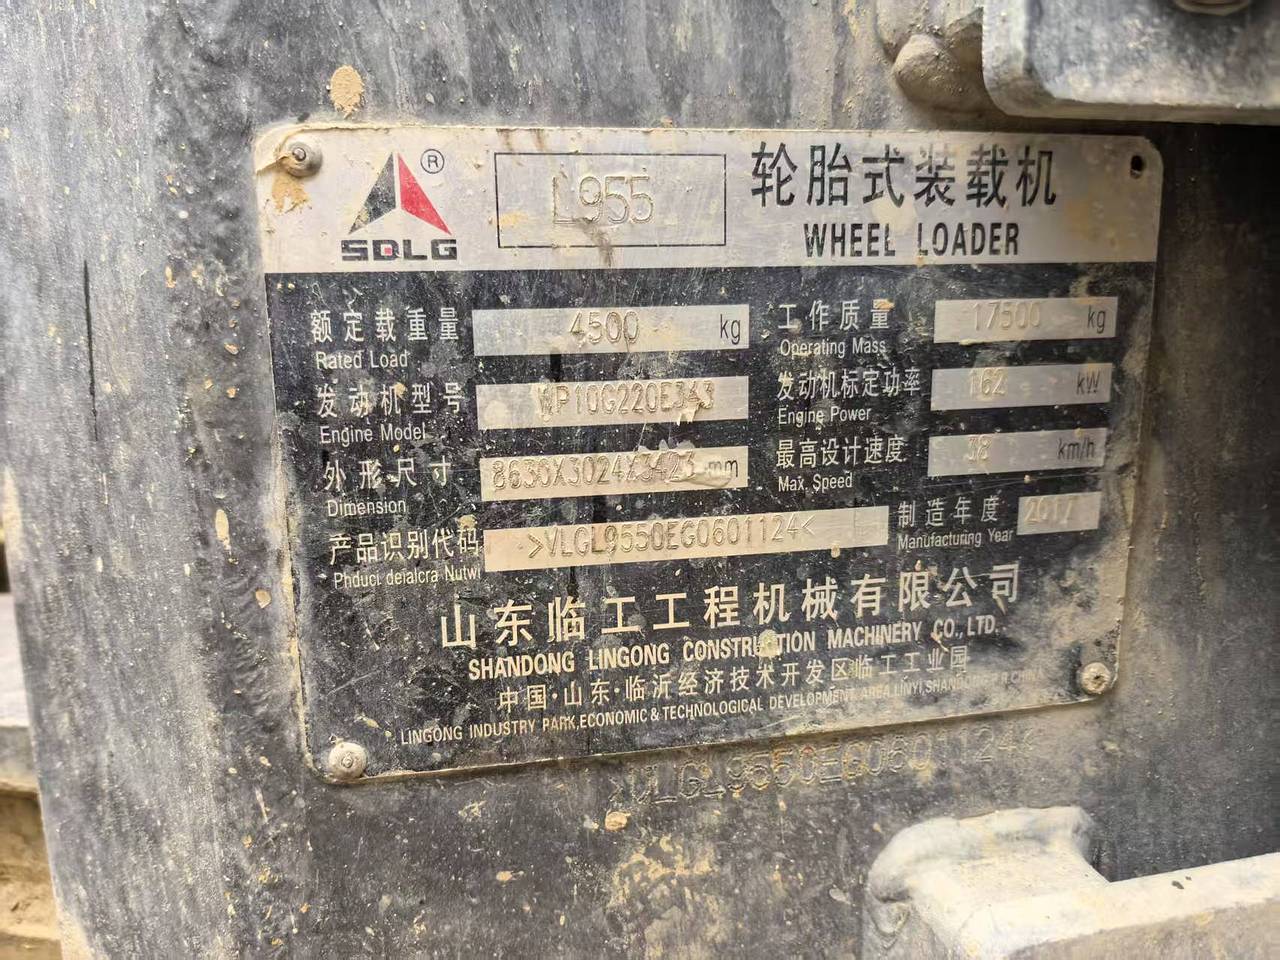 SDLG ® L955 轮胎式装载机
WHEEL LOADER
额定载重量 4500 kg 工作质量 17500 kg
Rated Load Operating Mass
发动机型号 WP10G220E343 发动机标定功率 162 kW
Engine Model Engine Power
外形尺寸 8630X3024X3423 mm 最高设计速度 38 km/h
Dimension Max. Speed
产品识别代码 >VLGL9550EG0601124< 制造年度 2017
Phduci deialcra Nutwi Manufacturing Year
山东临工工程机械有限公司
SHANDONG LINGONG CONSTRUCTION MACHINERY CO., LTD.
中国·山东·临沂经济技术开发区临工工业园
LINGONG INDUSTRY PARK,ECONOMIC & TECHNOLOGICAL DEVELOPMENT AREA LINYI, SHANDONG P.R.CHINA
>VLGL9550EG0601124<